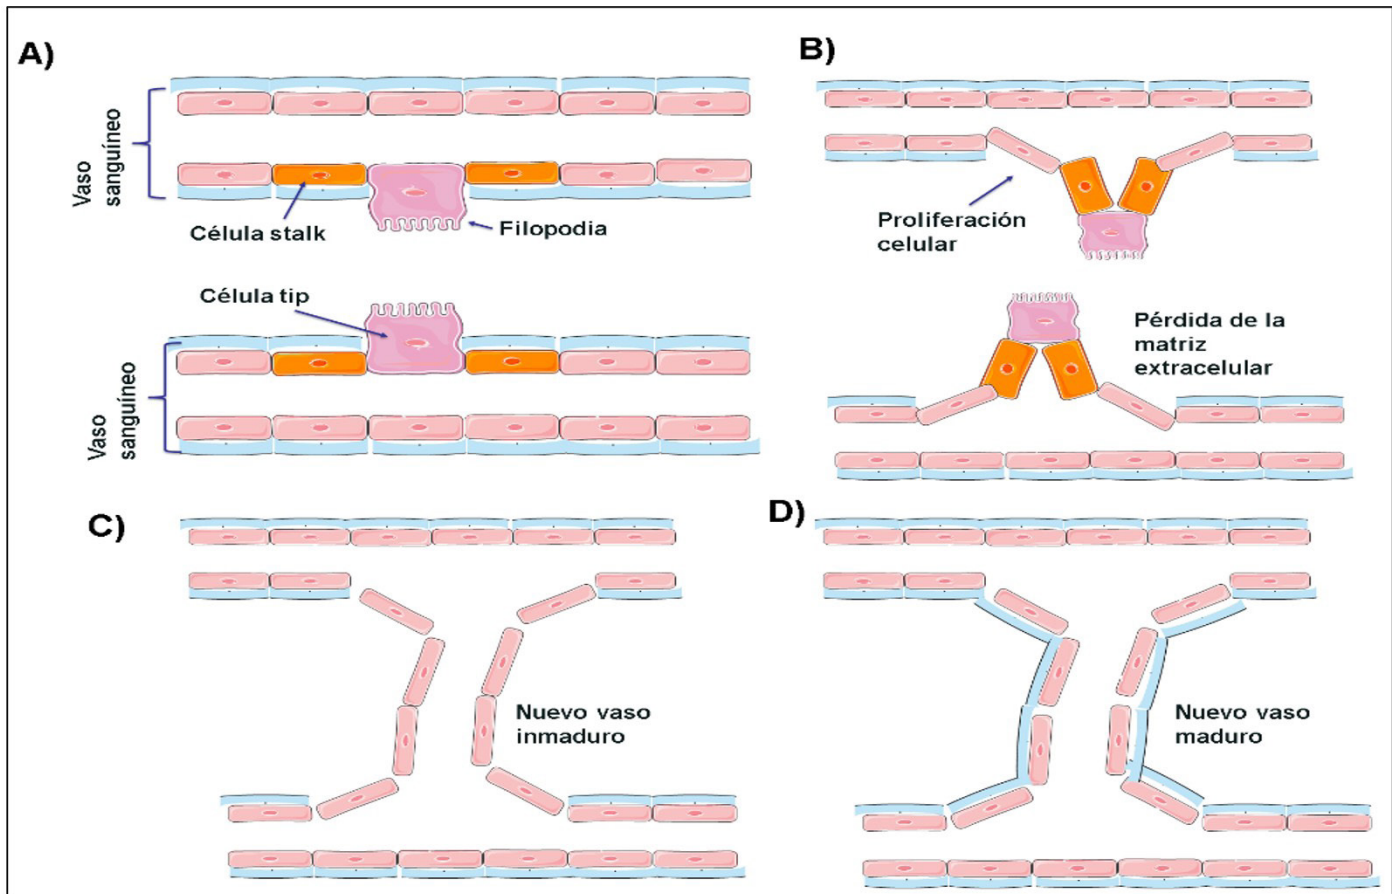 A)
Vaso
sanguíneo
Célula stalk
Filopodia
Célula tip
Vaso
sanguíneo
B)
Proliferación
celular
Pérdida de la
matriz
extracelular
C)
Nuevo vaso
inmaduro
D)
Nuevo vaso
maduro